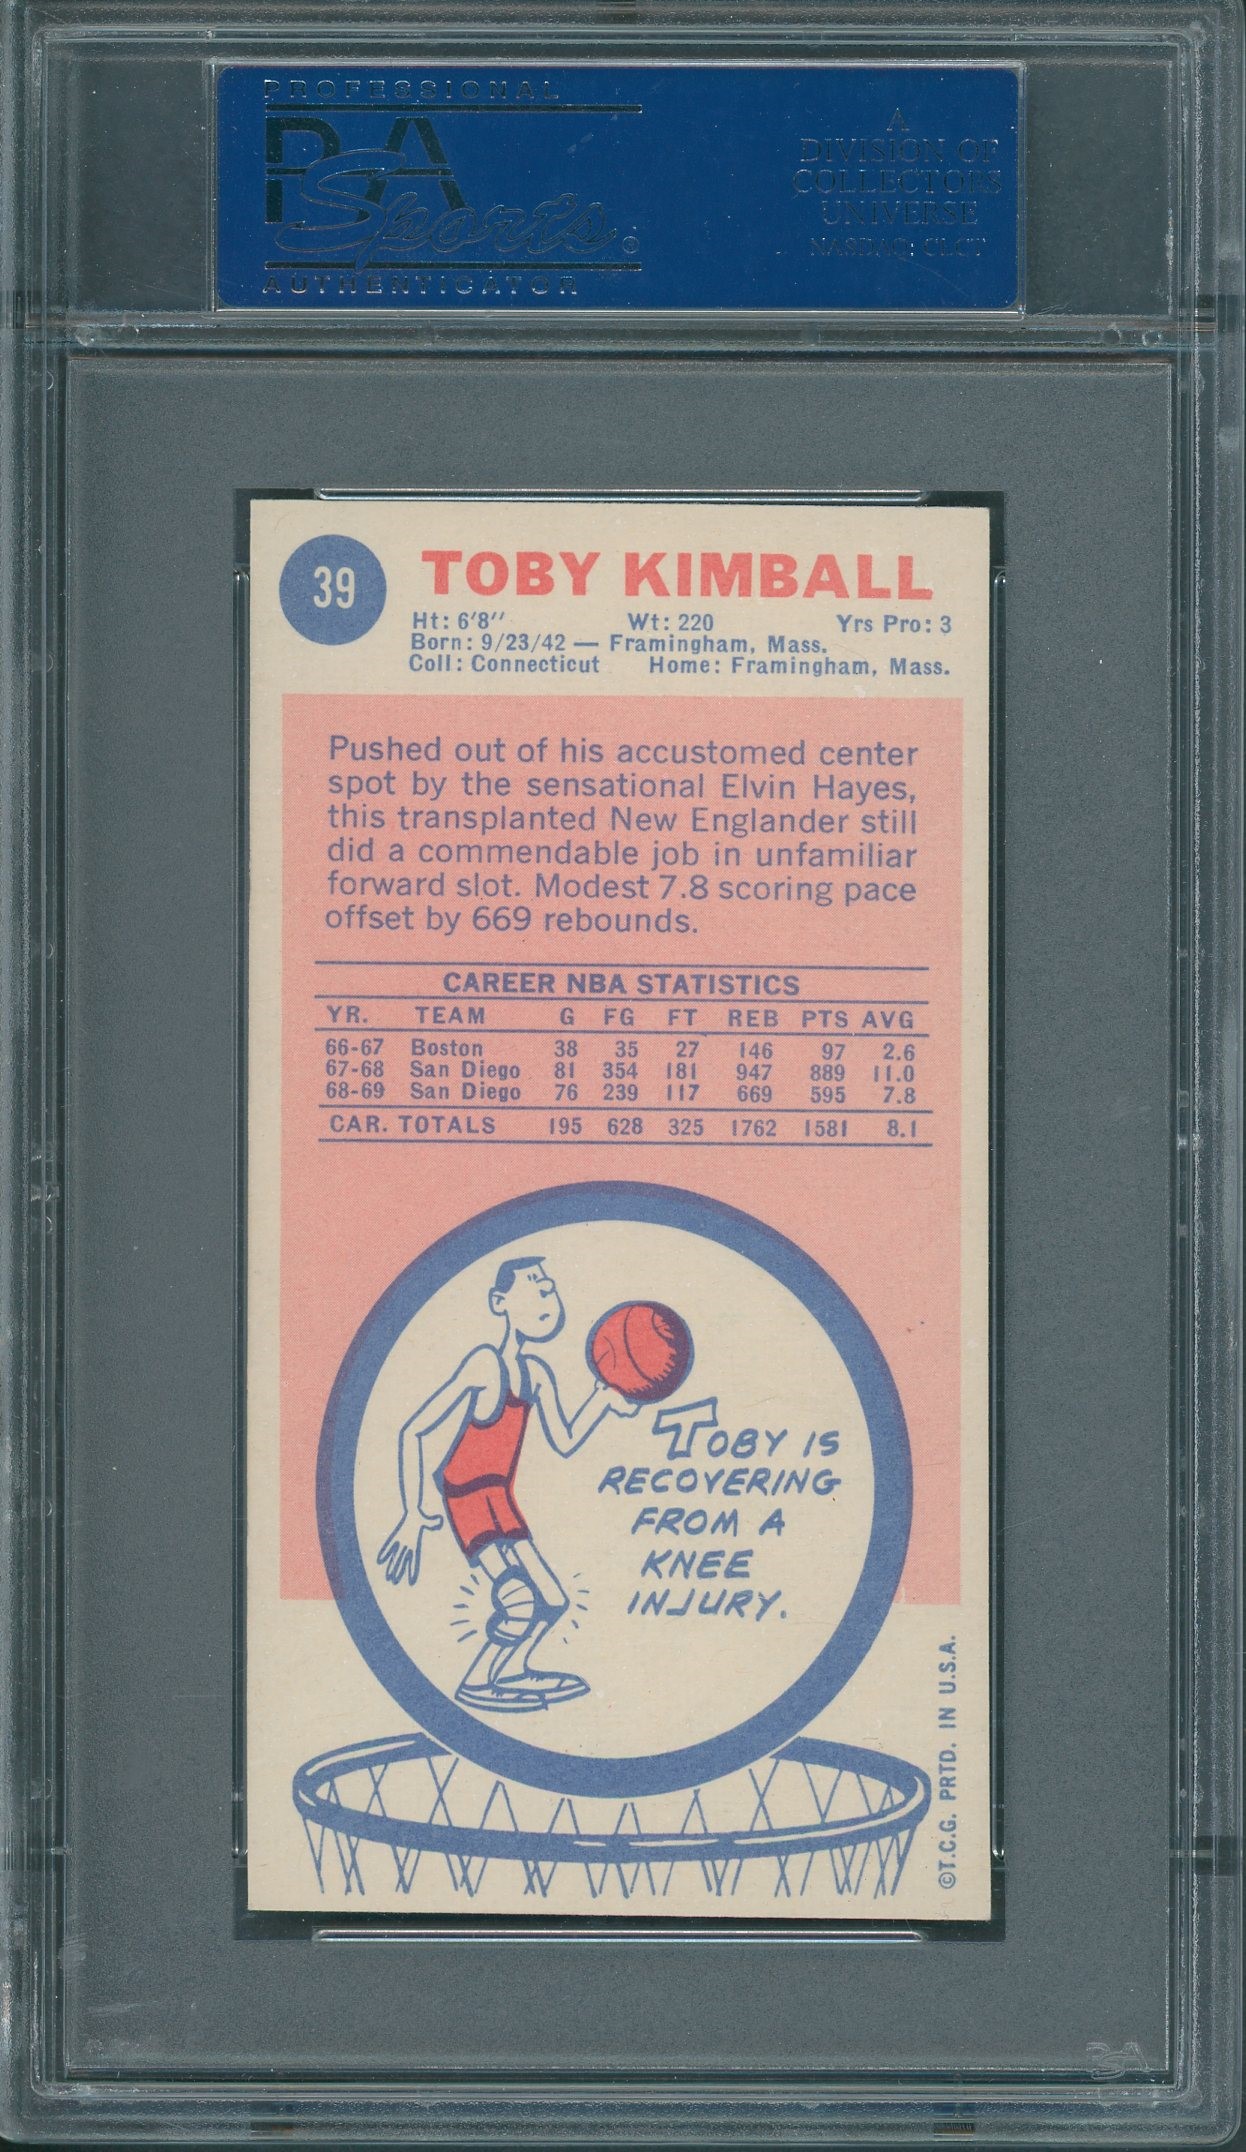 PROFESSIONAL
PSA
Sports ®
AUTHENTICATOR
A
DIVISION OF
COLLECTORS
UNIVERSE
NASDAQ: CLCT
39
TOBY KIMBALL
Ht: 6'8'' Wt: 220 Yrs Pro: 3
Born: 9/23/42 — Framingham, Mass.
Coll: Connecticut Home: Framingham, Mass.
Pushed out of his accustomed center
spot by the sensational Elvin Hayes,
this transplanted New Englander still
did a commendable job in unfamiliar
forward slot. Modest 7.8 scoring pace
offset by 669 rebounds.
CAREER NBA STATISTICS
YR. TEAM G FG FT REB PTS AVG
66-67 Boston 38 35 27 146 97 2.6
67-68 San Diego 81 354 181 947 889 11.0
68-69 San Diego 76 239 117 669 595 7.8
CAR. TOTALS 195 628 325 1762 1581 8.1
TOBY IS
RECOVERING
FROM A
KNEE
INJURY.
©T.C.G. PRTD. IN U.S.A.
PSA